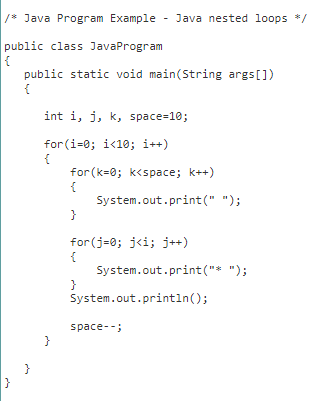 /* Java Program Example - Java nested loops */
public class JavaProgram
{
public static void main(String args[])
{
int i, j, k, space=10;
for(i=0; i<10; i++)
{
for(k=0; k<space; k++)
{
System.out.print(" ");
}
for(j=0; j<i; j++)
{
System.out.print("* ");
}
System.out.println();
space--;
}
}
}